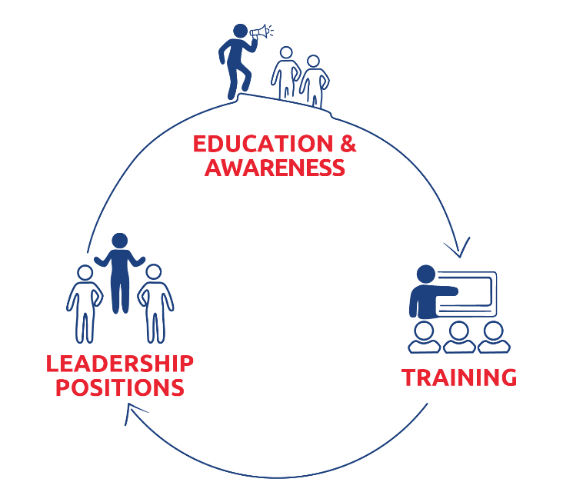 EDUCATION &
AWARENESS
TRAINING
LEADERSHIP
POSITIONS